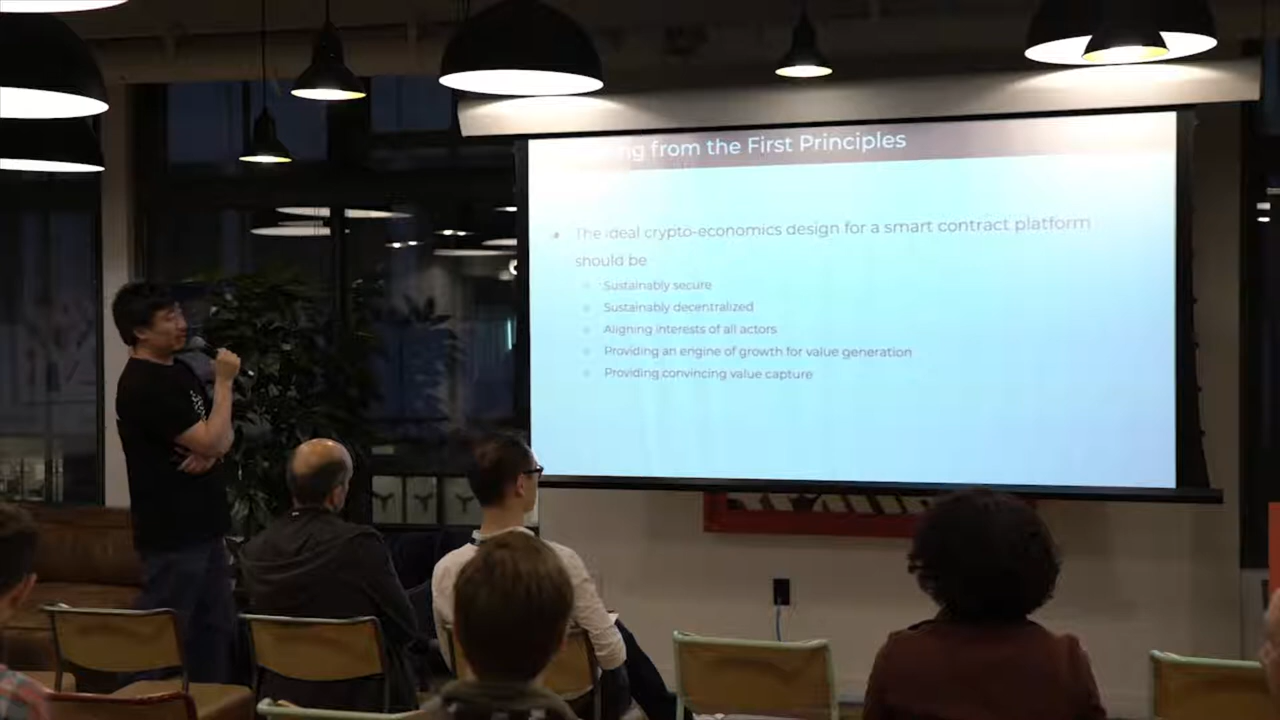 from the First Principles
The ideal crypto-economics design for a smart contract platform
should be
Sustainably secure
Sustainably decentralized
Aligning interests of all actors
Providing an engine of growth for value generation
Providing convincing value capture